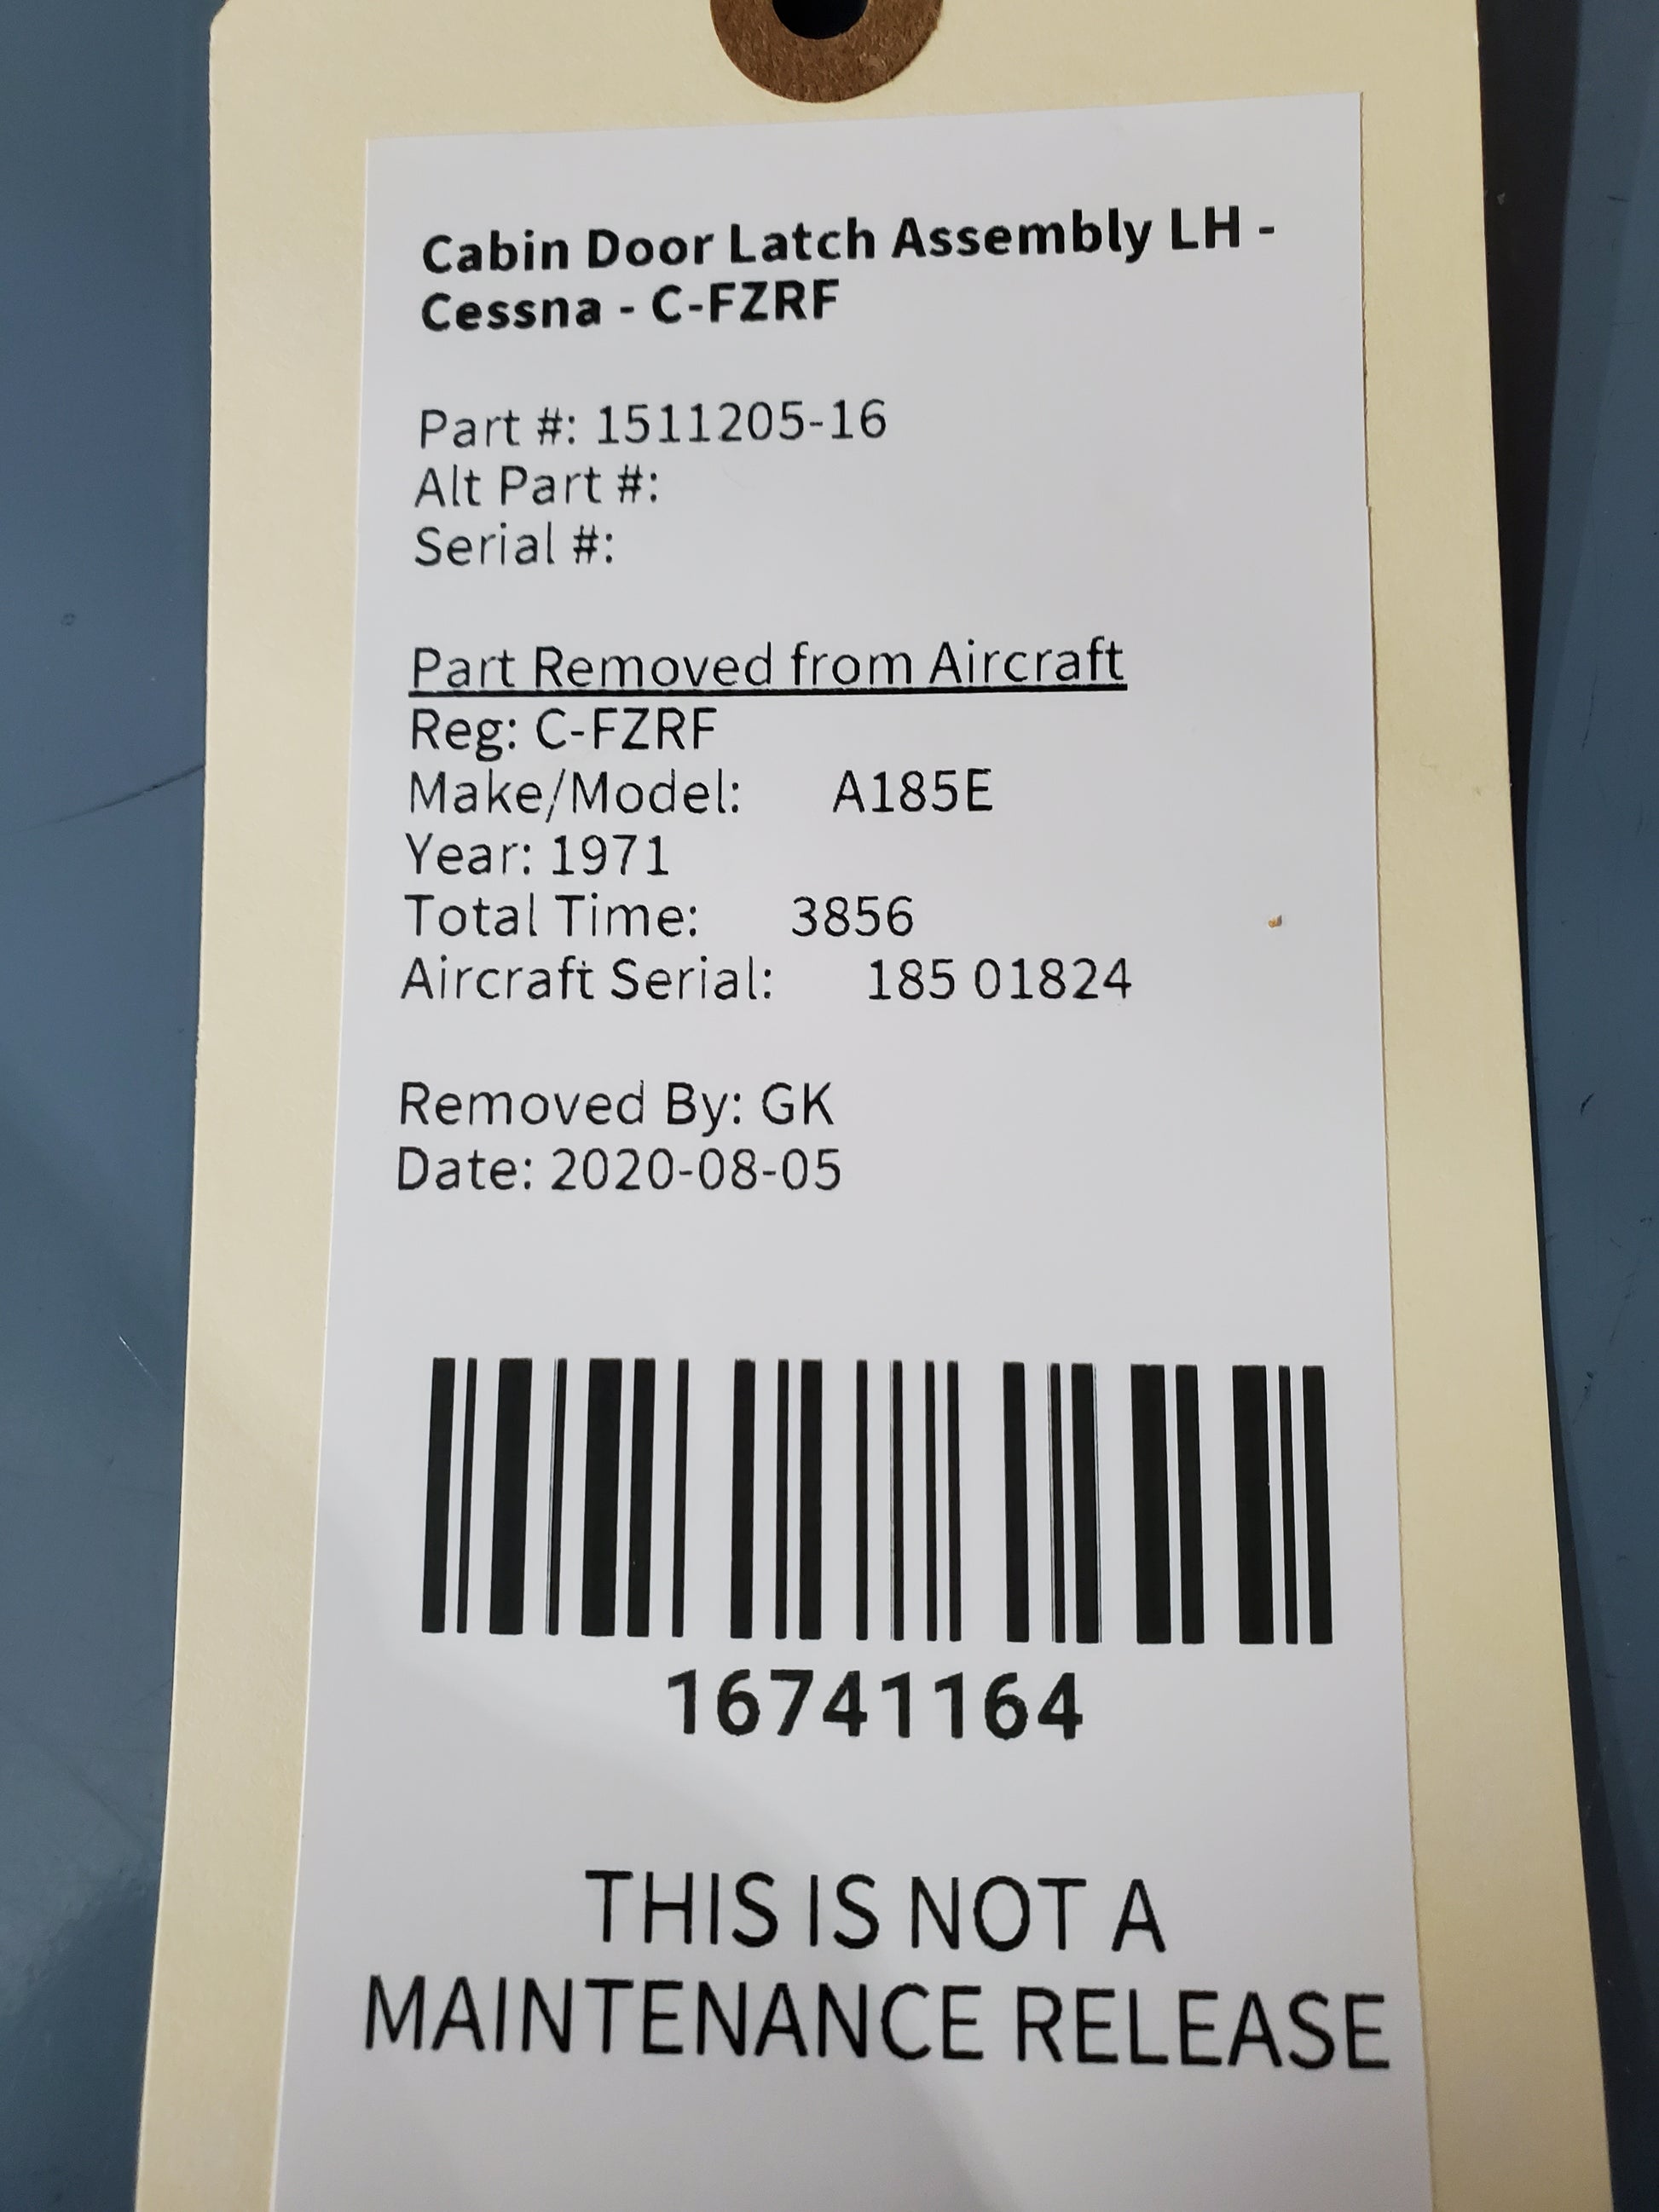 Cabin Door Latch Assembly LH -
Cessna - C-FZRF
Part #: 1511205-16
Alt Part #:
Serial #:
Part Removed from Aircraft
Reg: C-FZRF
Make/Model: A185E
Year: 1971
Total Time: 3856
Aircraft Serial: 185 01824
Removed By: GK
Date: 2020-08-05
16741164
THIS IS NOT A
MAINTENANCE RELEASE